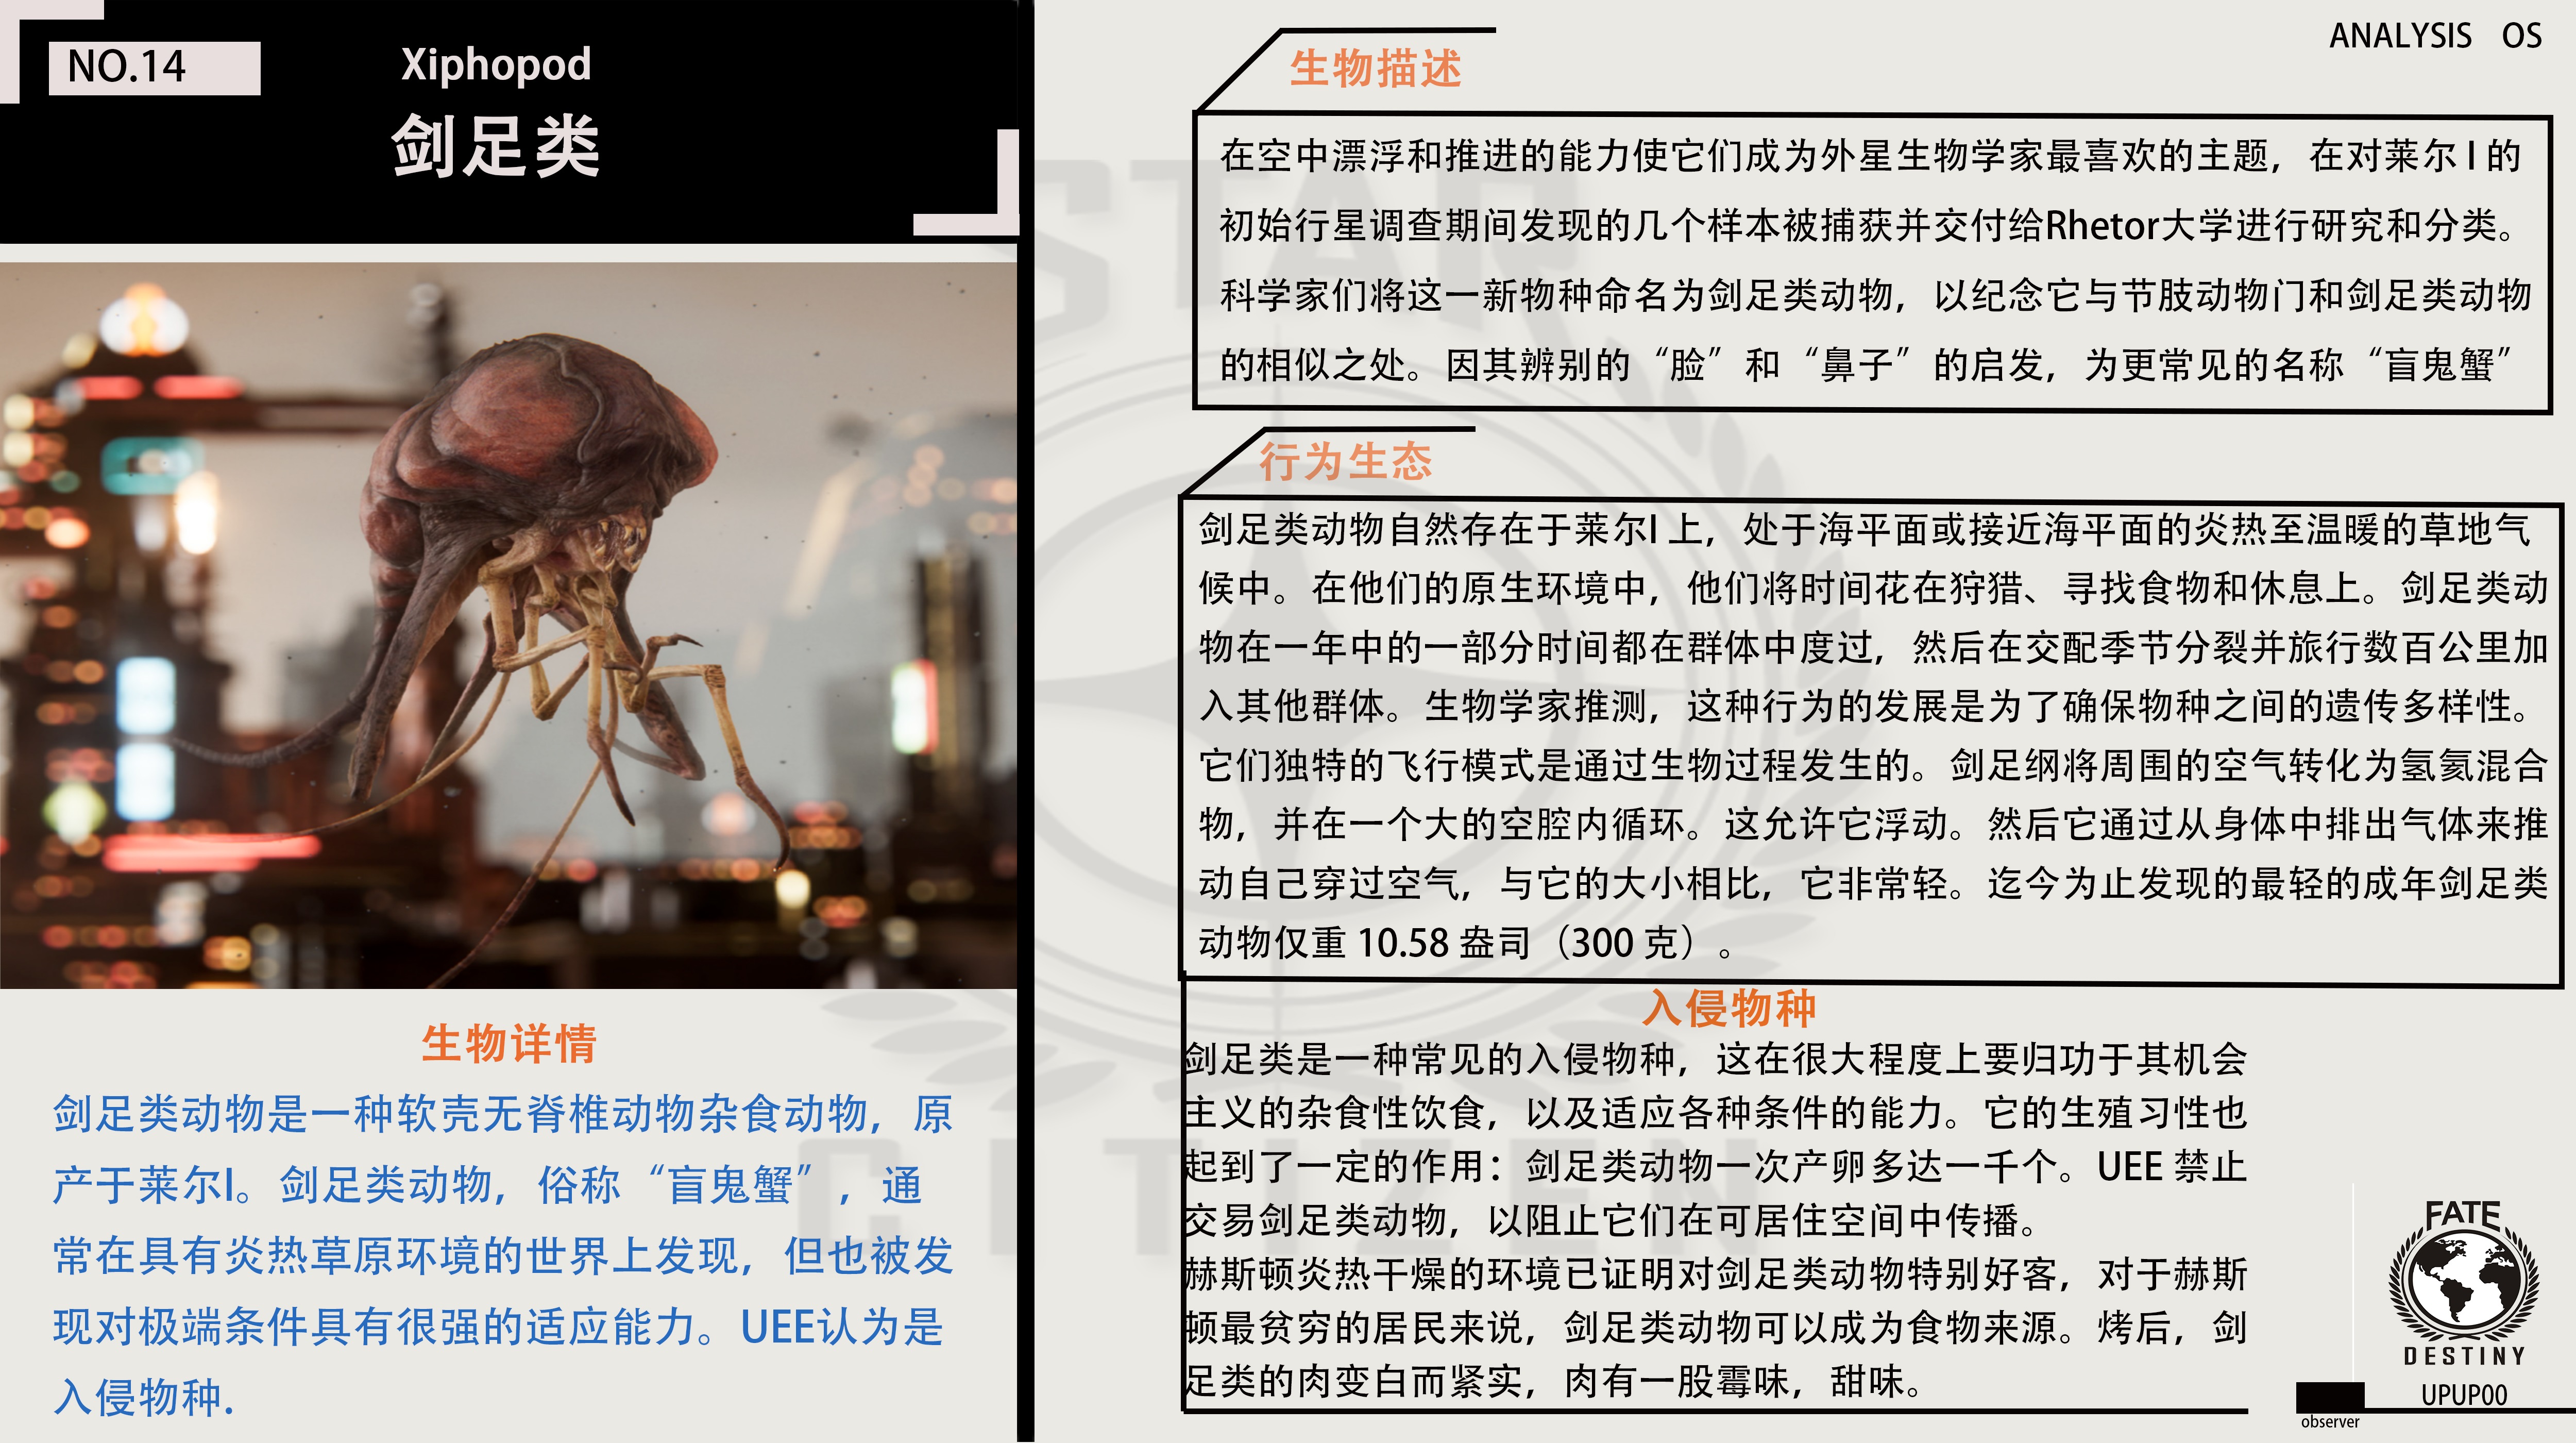 NO.14
Xiphopod
剑足类
生物详情
剑足类动物是一种软壳无脊椎动物杂食动物，原
产于莱尔I。剑足类动物，俗称“盲鬼蟹”，通
常在具有炎热草原环境的世界上发现，但也被发
现对极端条件具有很强的适应能力。UEE认为是
入侵物种.
ANALYSIS OS
生物描述
在空中漂浮和推进的能力使它们成为外星生物学家最喜欢的主题，在对莱尔 I 的
初始行星调查期间发现的几个样本被捕获并交付给Rhetor大学进行研究和分类。
科学家们将这一新物种命名为剑足类动物，以纪念它与节肢动物门和剑足类动物
的相似之处。因其辨别的“脸”和“鼻子”的启发，为更常见的名称“盲鬼蟹”
行为生态
剑足类动物自然存在于莱尔I 上，处于海平面或接近海平面的炎热至温暖的草地气
候中。在他们的原生环境中，他们将时间花在狩猎、寻找食物和休息上。剑足类动
物在一年中的一部分时间都在群体中度过，然后在交配季节分裂并旅行数百公里加
入其他群体。生物学家推测，这种行为的发展是为了确保物种之间的遗传多样性。
它们独特的飞行模式是通过生物过程发生的。剑足纲将周围的空气转化为氢氦混合
物，并在一个大的空腔内循环。这允许它浮动。然后它通过从身体中排出气体来推
动自己穿过空气，与它的大小相比，它非常轻。迄今为止发现的最轻的成年剑足类
动物仅重 10.58 盎司（300 克）。
入侵物种
剑足类是一种常见的入侵物种，这在很大程度上要归功于其机会
主义的杂食性饮食，以及适应各种条件的能力。它的生殖习性也
起到了一定的作用：剑足类动物一次产卵多达一千个。UEE 禁止
交易剑足类动物，以阻止它们在可居住空间中传播。
赫斯顿炎热干燥的环境已证明对剑足类动物特别好客，对于赫斯
顿最贫穷的居民来说，剑足类动物可以成为食物来源。烤后，剑
足类的肉变白而紧实，肉有一股霉味，甜味。
STAR
CITIZEN
FATE
DESTINY
UPUP00
observer